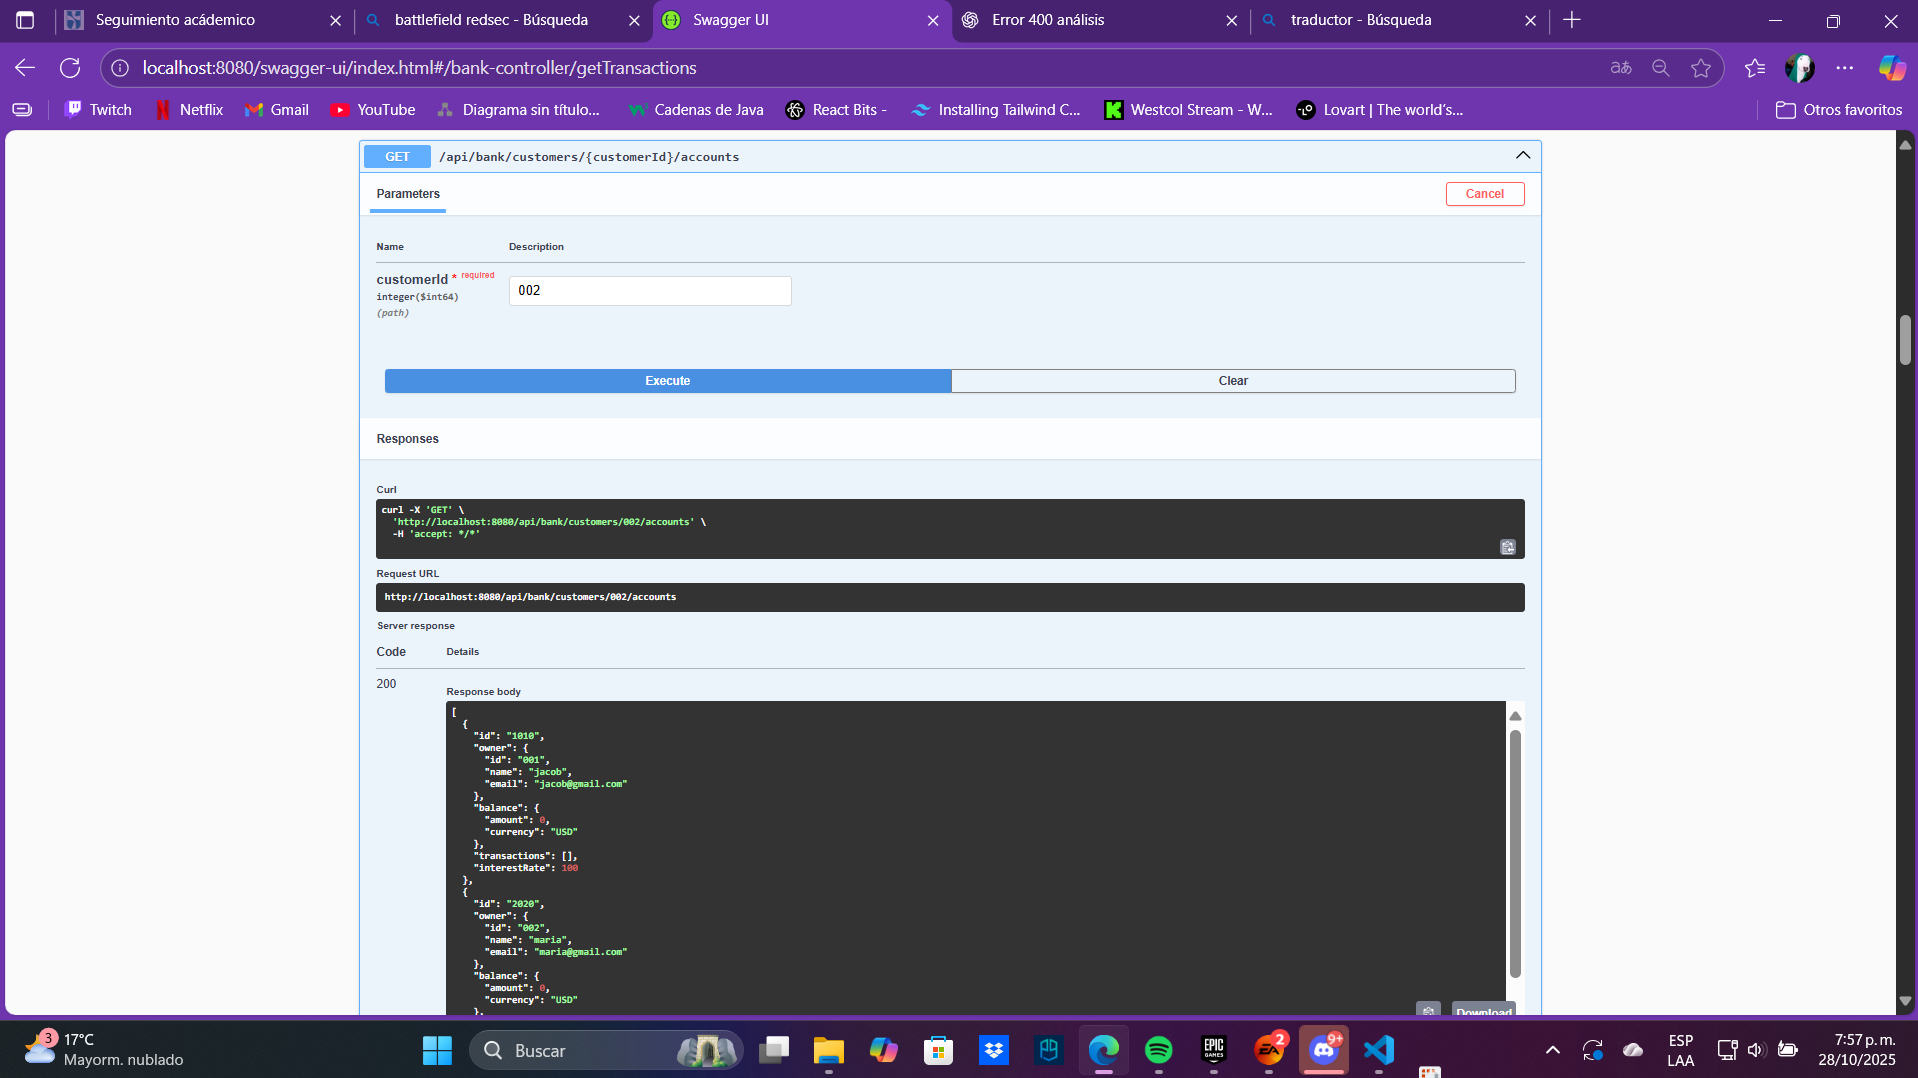 Seguimiento acádemico
battlefield redsec - Búsqueda
Swagger UI
Error 400 análisis
traductor - Búsqueda
localhost:8080/swagger-ui/index.html#/bank-controller/getTransactions
Twitch
Netflix
Gmail
YouTube
Diagrama sin título...
Cadenas de Java
React Bits -
Installing Tailwind C...
Westcol Stream - W...
Lovart | The world's...
Otros favoritos
GET /api/bank/customers/{customerId}/accounts
Parameters
Cancel
Name Description
customerId * required
integer($int64)
(path)
002
Execute
Clear
Responses
Curl
curl -X 'GET' \
'http://localhost:8080/api/bank/customers/002/accounts' \
-H 'accept: */*'
Request URL
http://localhost:8080/api/bank/customers/002/accounts
Server response
Code Details
200
Response body
[
{
"id": "1010",
"owner": {
"id": "001",
"name": "jacob",
"email": "jacob@gmail.com"
},
"balance": {
"amount": 0,
"currency": "USD"
},
"transactions": [],
"interestRate": 100
},
{
"id": "2020",
"owner": {
"id": "002",
"name": "maria",
"email": "maria@gmail.com"
},
"balance": {
"amount": 0,
"currency": "USD"
},
Download
3
17°C
Mayorm. nublado
Buscar
EPIC GAMES
EA
2
9+
ESP
LAA
7:57 p. m.
28/10/2025